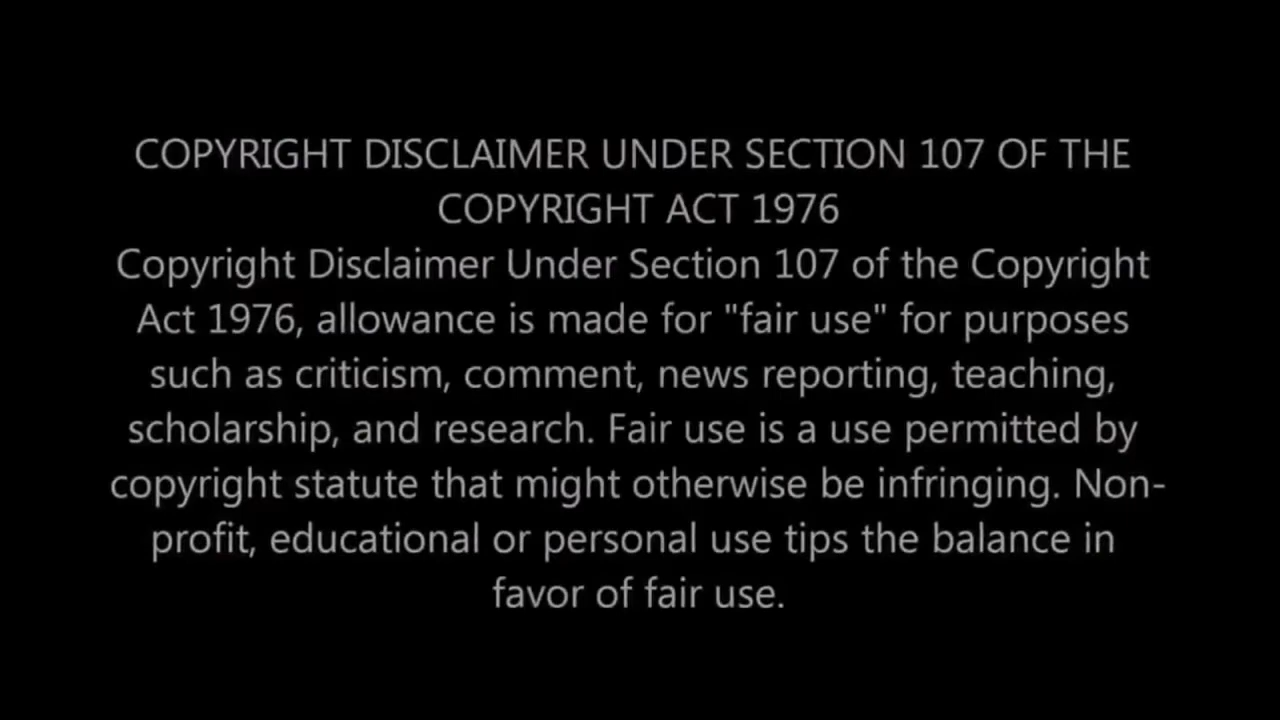 COPYRIGHT DISCLAIMER UNDER SECTION 107 OF THE
COPYRIGHT ACT 1976
Copyright Disclaimer Under Section 107 of the Copyright
Act 1976, allowance is made for "fair use" for purposes
such as criticism, comment, news reporting, teaching,
scholarship, and research. Fair use is a use permitted by
copyright statute that might otherwise be infringing. Non-
profit, educational or personal use tips the balance in
favor of fair use.